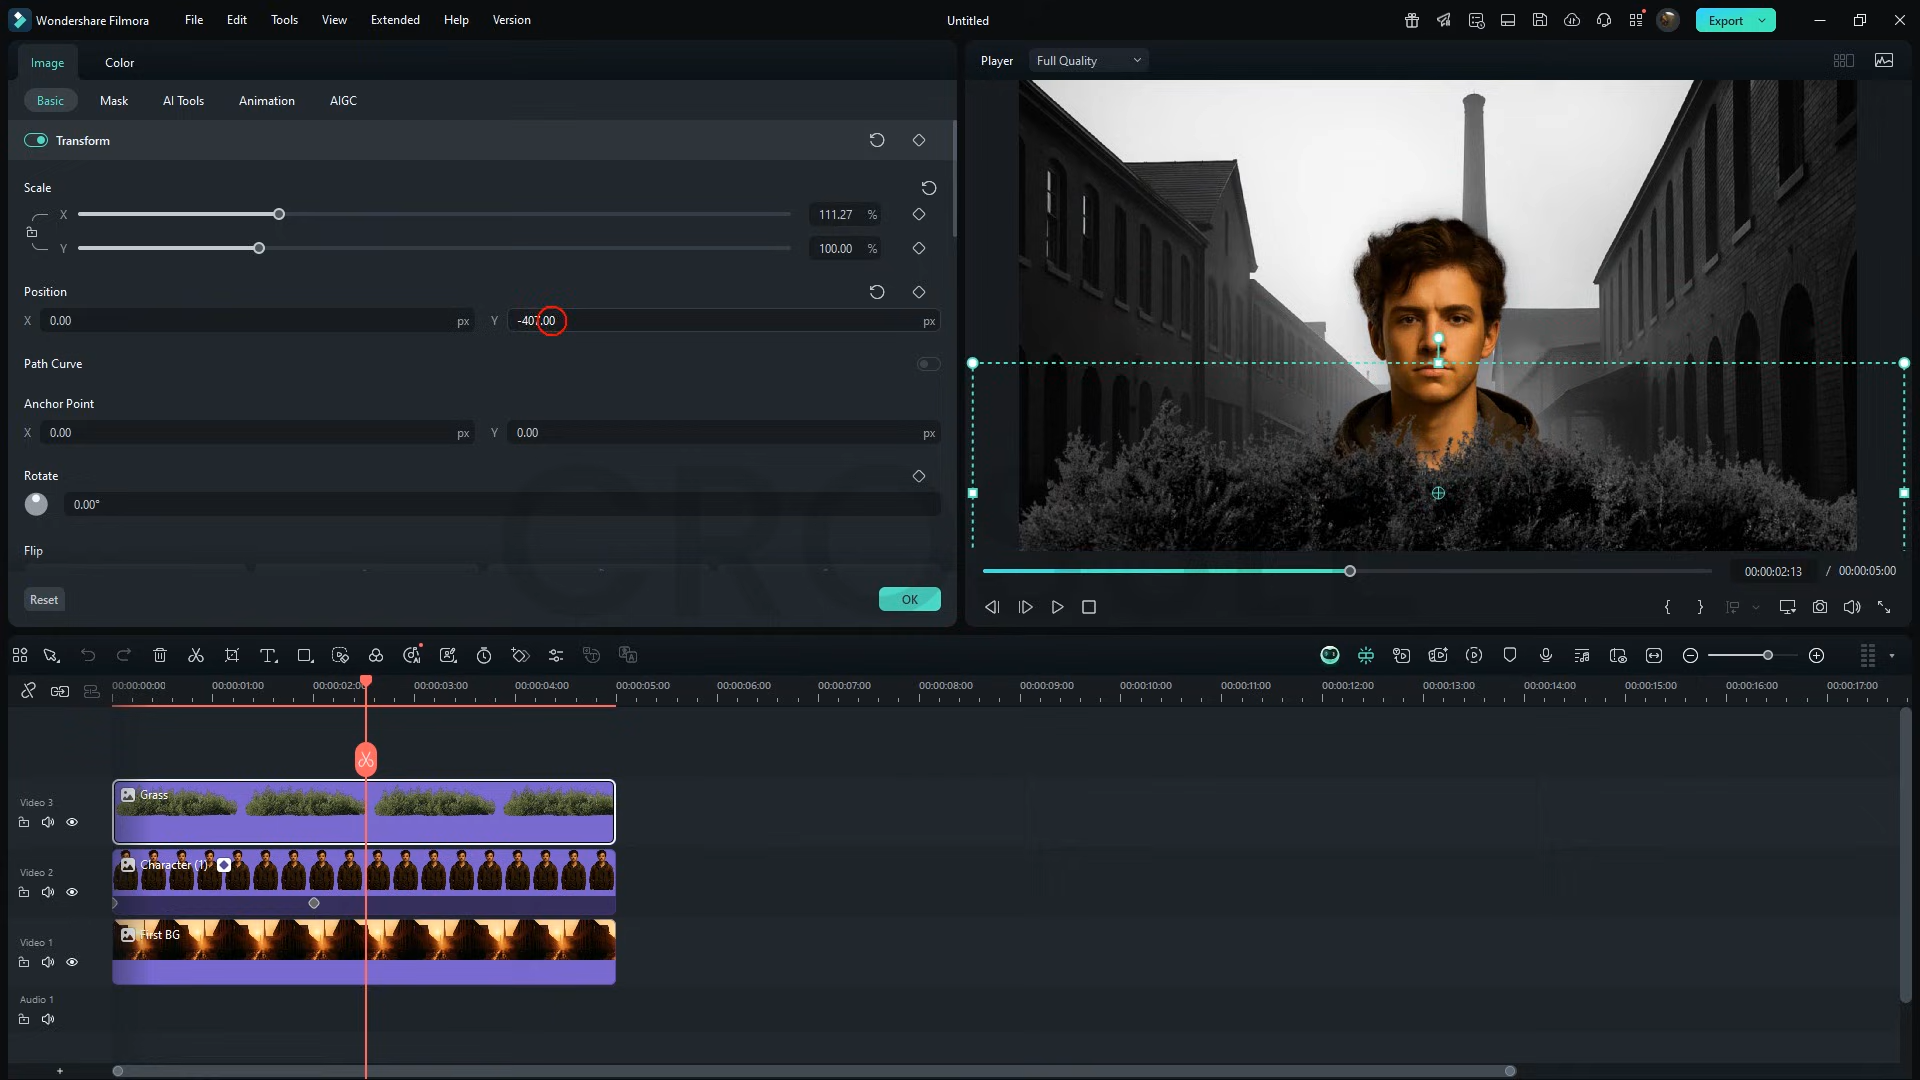 Wondershare Filmora File Edit Tools View Extended Help Version Untitled Export
Image Color
Player Full Quality
Basic Mask AI Tools Animation AIGC
Transform
Scale
X 111.27 %
Y 100.00 %
Position
X 0.00 px Y -407.00 px
Path Curve
Anchor Point
X 0.00 px Y 0.00 px
Rotate
0.00°
Flip
Reset OK
00:00:02:13 / 00:00:05:00
00:00:00:00 00:00:01:00 00:00:02:0 00:00:03:00 00:00:04:00 00:00:05:00 00:00:06:00 00:00:07:00 00:00:08:00 00:00:09:00 00:00:10:00 00:00:11:00 00:00:12:00 00:00:13:00 00:00:14:00 00:00:15:00 00:00:16:00 00:00:17:00
Grass
Video 3
Character (1)
Video 2
First BG
Video 1
Audio 1